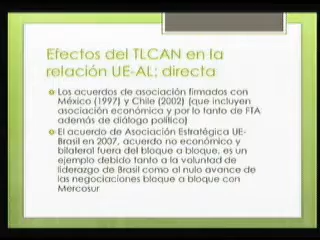 Efectos del TLCAN en la
relación UE-AL; directa
Los acuerdos de asociación firmados con
México (1997) y Chile (2002) (que incluyen
asociación económica y por lo tanto de FTA
además de diálogo político)
El acuerdo de Asociación Estratégica UE-
Brasil en 2007, acuerdo no económico y
bilateral fuera del bloque a bloque, es un
ejemplo debido tanto a la voluntad de
liderazgo de Brasil como al nulo avance de
las negociaciones bloque a bloque con
Mercosur